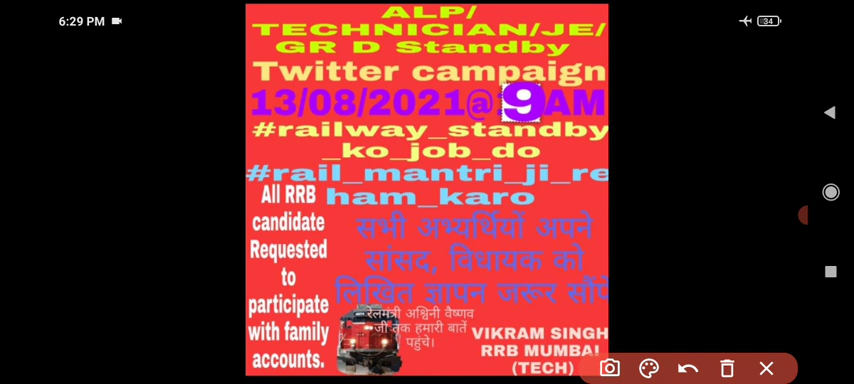 6:29 PM
34
ALP/
TECHNICIAN/JE/
GR D Standby
Twitter campaign
13/08/2021@9AM
#railway_standby
_ko_job_do
#rail_mantri_ji_re
ham_karo
All RRB
candidate
Requested
to
participate
with family
accounts.
सभी अभ्यर्थियों अपने
सांसद, विधायक को
लिखित ज्ञापन जरूर सौंपे
रेलमंत्री अश्विनी वैष्णव
जी तक हमारी बातें
पहुंचे।
VIKRAM SINGH
RRB MUMBAI
(TECH)